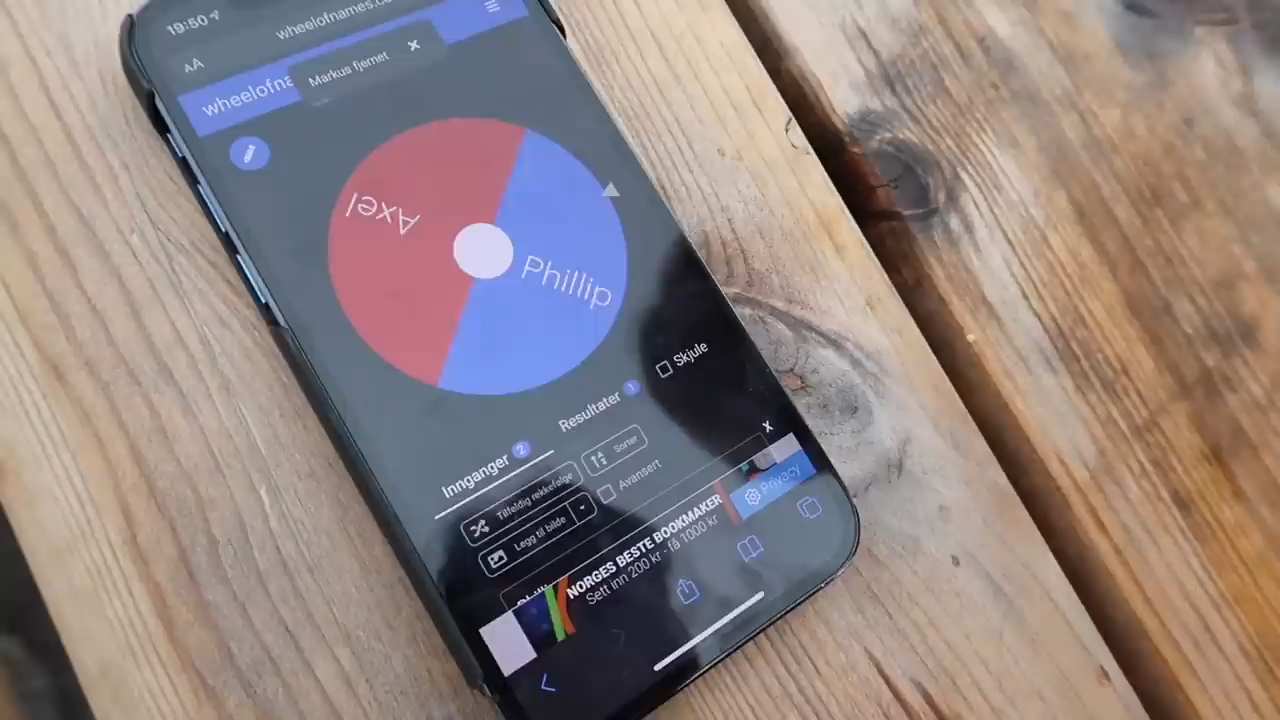 19:50
AA
wheelofnames.co
wheelofna
Markus fjernet
Axel
Phillip
Skjule
Innganger 2
Resultater 1
Tilfeldig rekkefølge
Sorter
Legg til bilde
Avansert
X
NORGES BESTE BOOKMAKER
Sett inn 200 kr - få 1000 kr
Privacy